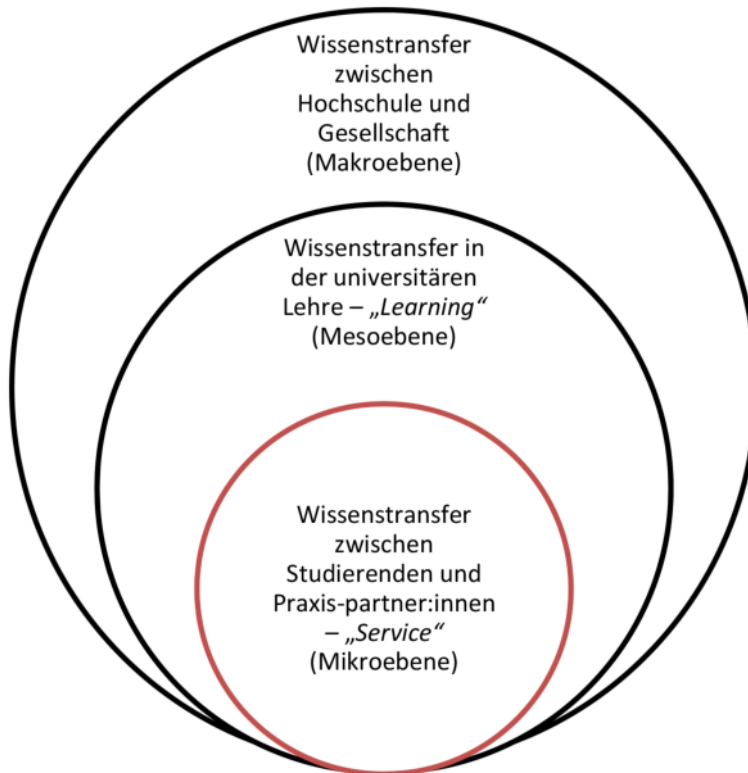 Wissenstransfer
zwischen
Hochschule und
Gesellschaft
(Makroebene)
Wissenstransfer in
der universitären
Lehre – „Learning“
(Mesoebene)
Wissenstransfer
zwischen
Studierenden und
Praxis-partner:innen
– „Service“
(Mikroebene)